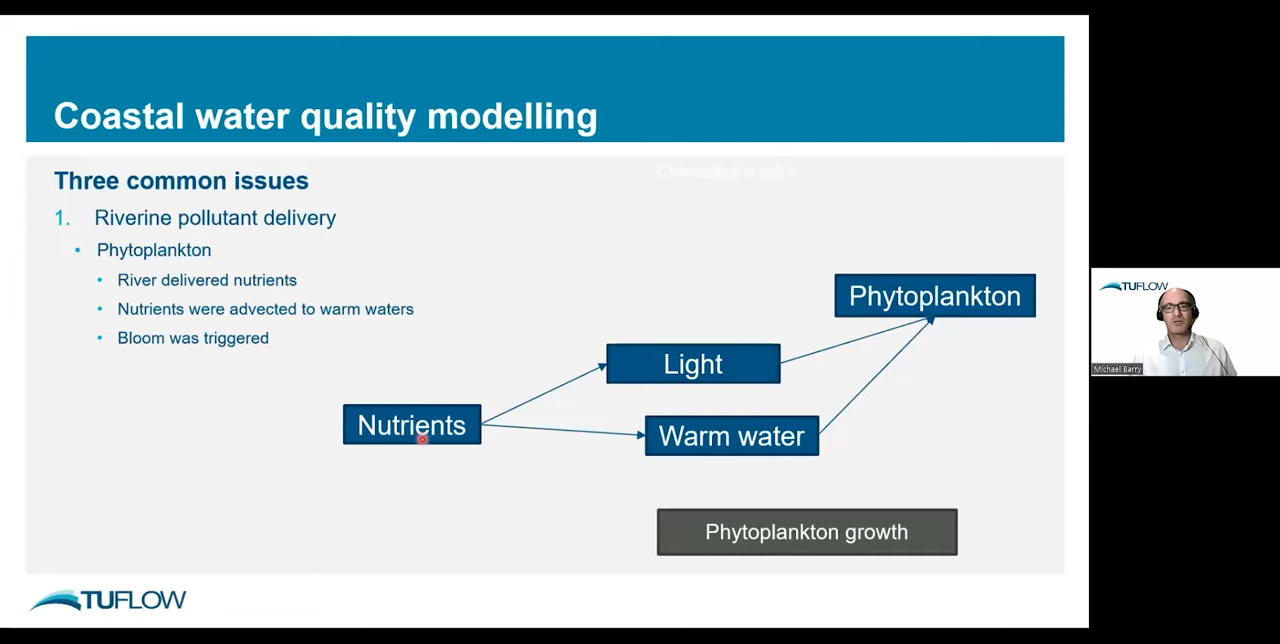 Coastal water quality modelling
Three common issues
1. Riverine pollutant delivery
• Phytoplankton
• River delivered nutrients
• Nutrients were advected to warm waters
• Bloom was triggered
Phytoplankton
Light
Nutrients
Warm water
Phytoplankton growth
TUFLOW
TUFLOW
Michael Barry